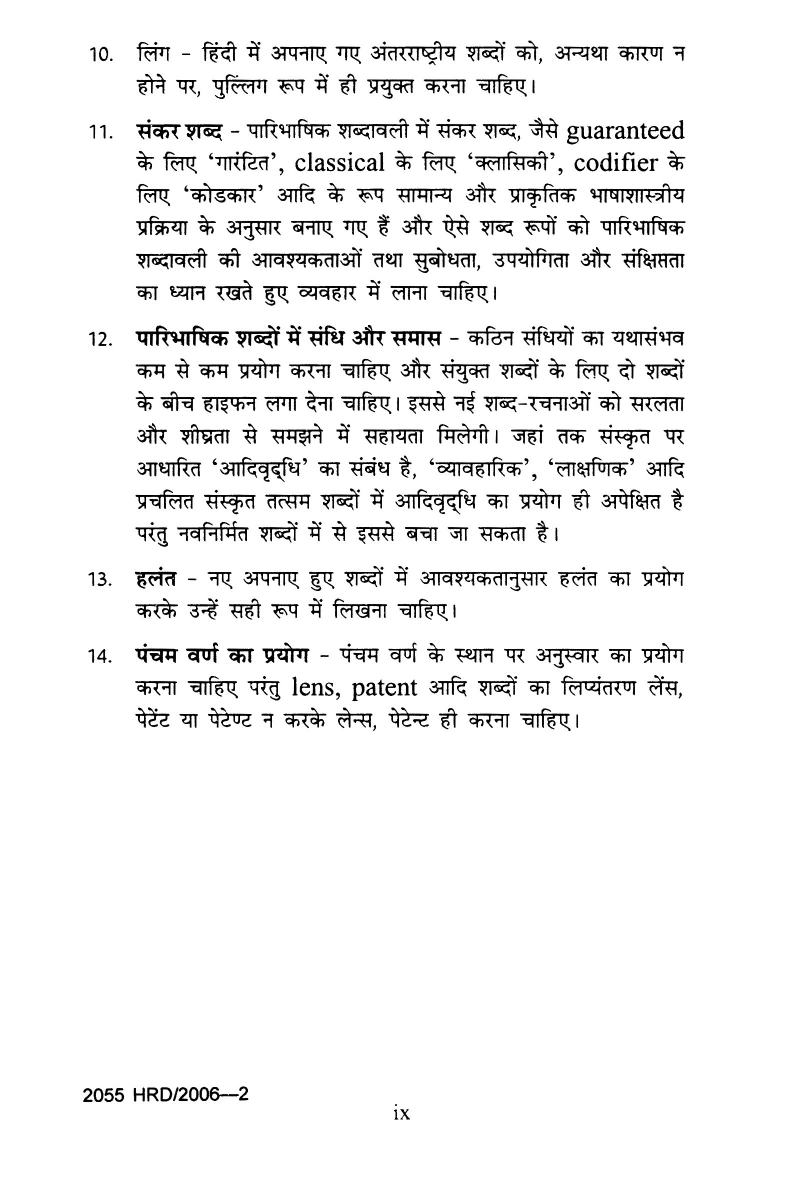 10. लिंग - हिंदी में अपनाए गए अंतरराष्ट्रीय शब्दों को, अन्यथा कारण न
होने पर, पुल्लिंग रूप में ही प्रयुक्त करना चाहिए।
11. संकर शब्द - पारिभाषिक शब्दावली में संकर शब्द, जैसे guaranteed
के लिए ‘गारंटित’, classical के लिए ‘क्लासिकी’, codifier के
लिए ‘कोडकार’ आदि के रूप सामान्य और प्राकृतिक भाषाशास्त्रीय
प्रक्रिया के अनुसार बनाए गए हैं और ऐसे शब्द रूपों को पारिभाषिक
शब्दावली की आवश्यकताओं तथा सुबोधता, उपयोगिता और संक्षिप्तता
का ध्यान रखते हुए व्यवहार में लाना चाहिए।
12. पारिभाषिक शब्दों में संधि और समास - कठिन संधियों का यथासंभव
कम से कम प्रयोग करना चाहिए और संयुक्त शब्दों के लिए दो शब्दों
के बीच हाइफन लगा देना चाहिए। इससे नई शब्द-रचनाओं को सरलता
और शीघ्रता से समझने में सहायता मिलेगी। जहां तक संस्कृत पर
आधारित ‘आदिवृद्धि’ का संबंध है, ‘व्यावहारिक’, ‘लाक्षणिक’ आदि
प्रचलित संस्कृत तत्सम शब्दों में आदिवृद्धि का प्रयोग ही अपेक्षित है
परंतु नवनिर्मित शब्दों में से इससे बचा जा सकता है।
13. हलंत - नए अपनाए हुए शब्दों में आवश्यकतानुसार हलंत का प्रयोग
करके उन्हें सही रूप में लिखना चाहिए।
14. पंचम वर्ण का प्रयोग - पंचम वर्ण के स्थान पर अनुस्वार का प्रयोग
करना चाहिए परंतु lens, patent आदि शब्दों का लिप्यंतरण लेंस,
पेटेंट या पेटेण्ट न करके लेन्स, पेटेन्ट ही करना चाहिए।
2055 HRD/2006—2
ix